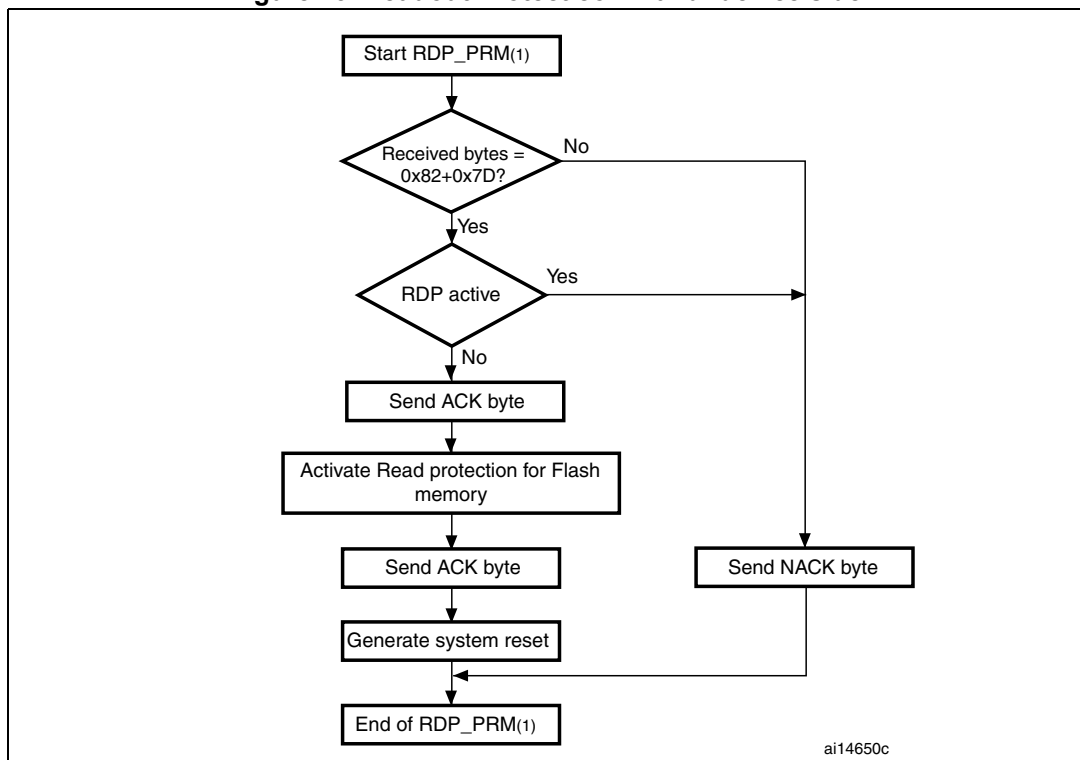 Start RDP_PRM(1)
Received bytes =
0x82+0x7D?
No
Yes
RDP active
Yes
No
Send ACK byte
Activate Read protection for Flash
memory
Send ACK byte
Send NACK byte
Generate system reset
End of RDP_PRM(1)
ai14650c